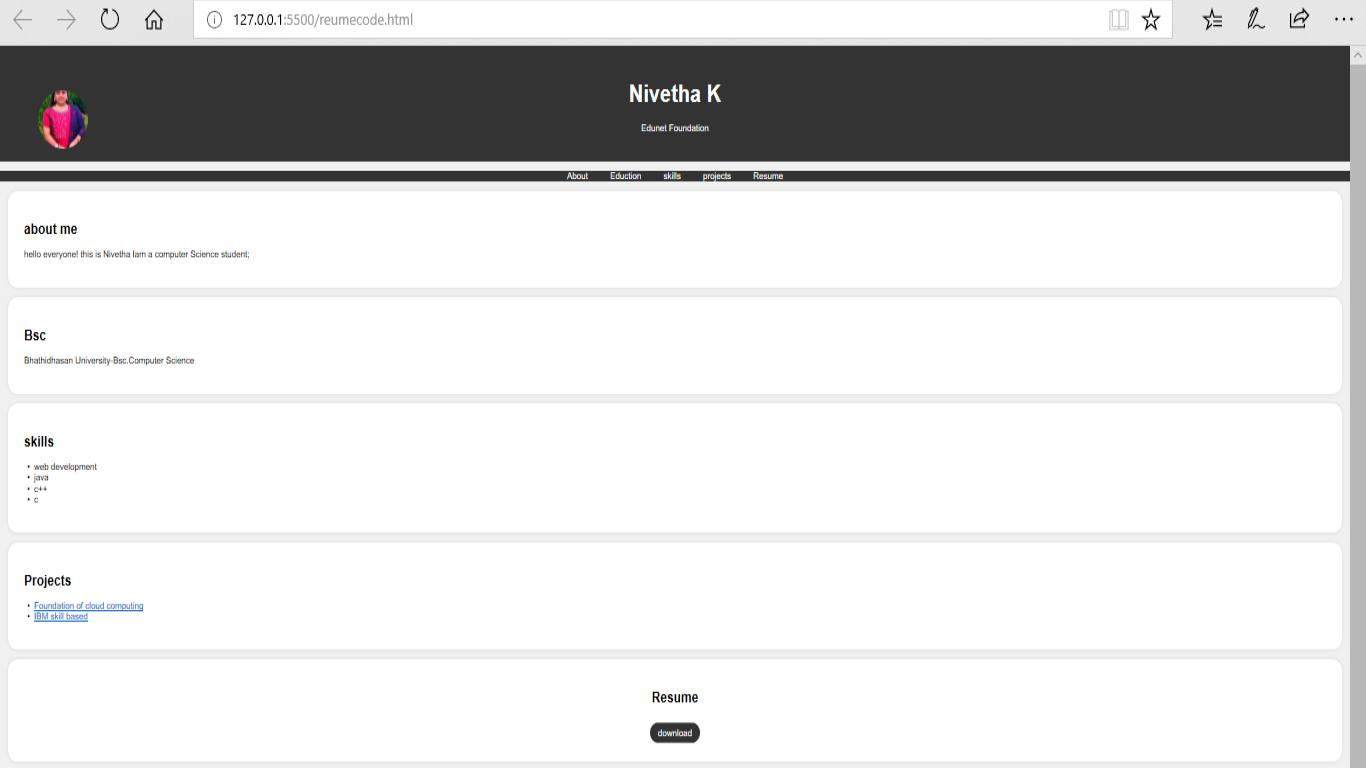 127.0.0.1:5500/reumecode.html
Nivetha K
Edunet Foundation
About Eduction skills projects Resume
about me
hello everyone! this is Nivetha Iam a computer Science student;
Bsc
Bhathidhasan University-Bsc.Computer Science
skills
• web development
• java
• c++
• c
Projects
• Foundation of cloud computing
• IBM skill based
Resume
download